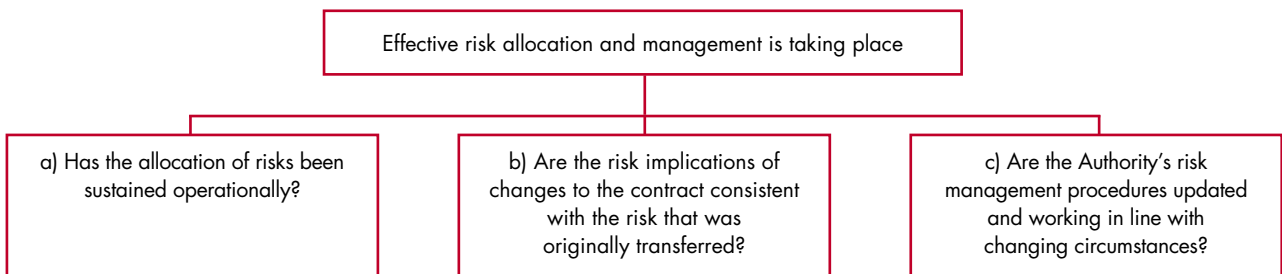 Effective risk allocation and management is taking place
a) Has the allocation of risks been
sustained operationally?
b) Are the risk implications of
changes to the contract consistent
with the risk that was
originally transferred?
c) Are the Authority’s risk
management procedures updated
and working in line with
changing circumstances?